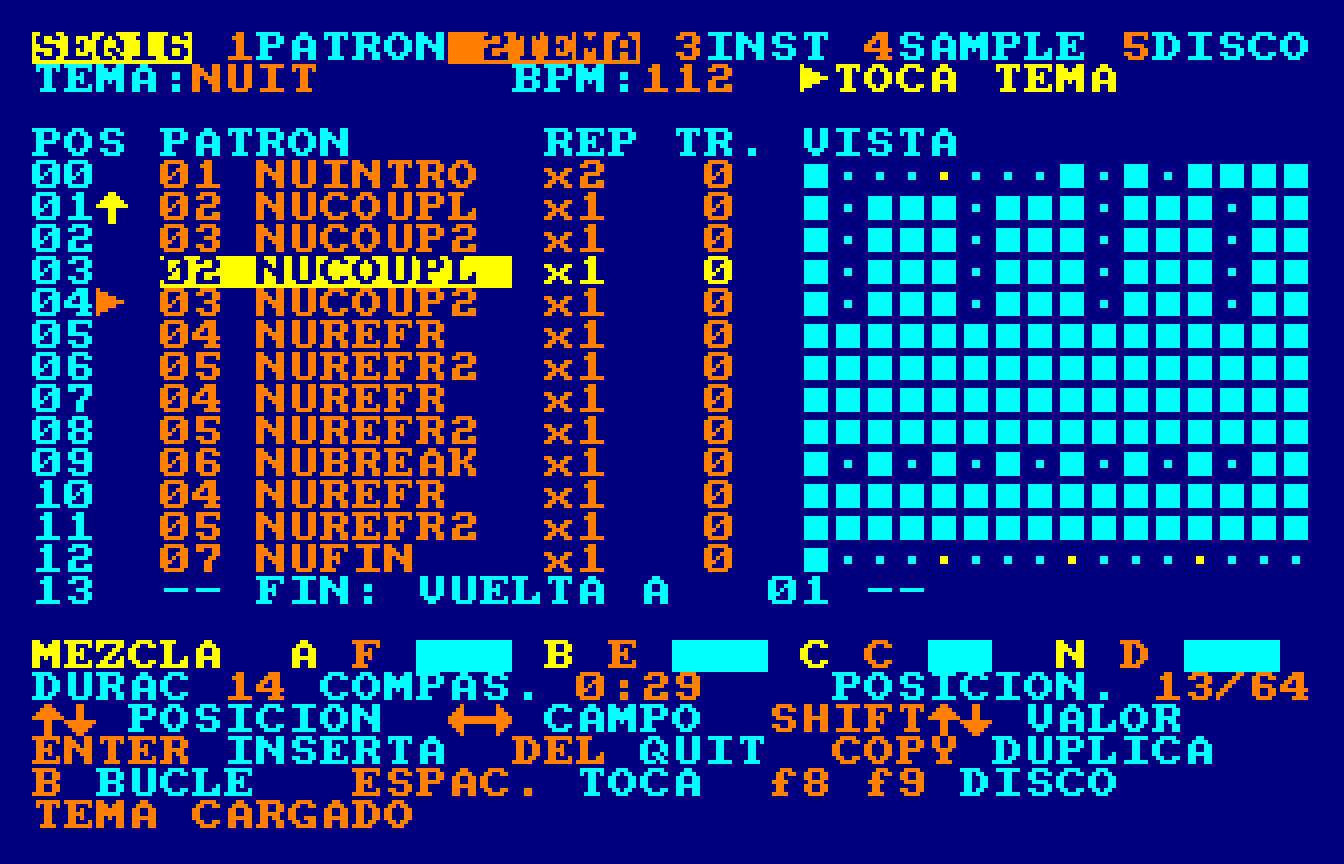 SEQ16 1PATRON 2TEMA 3INST 4SAMPLE 5DISCO
TEMA:NUIT BPM:112 ►TOCA TEMA
POS PATRON REP TR. VISTA
00 01 NUINTRO x2 0
01↑ 02 NUCOUPL x1 0
02 03 NUCOUP2 x1 0
03 02 NUCOUPL x1 0
04► 03 NUCOUP2 x1 0
05 04 NUREFR x1 0
06 05 NUREFR2 x1 0
07 04 NUREFR x1 0
08 05 NUREFR2 x1 0
09 06 NUBREAK x1 0
10 04 NUREFR x1 0
11 05 NUREFR2 x1 0
12 07 NUFIN x1 0
13 -- FIN: VUELTA A 01 --
MEZCLA A F B E C C N D
DURAC 14 COMPAS. 0:29 POSICION. 13/64
↑↓ POSICION ↔ CAMPO SHIFT↑↓ VALOR
ENTER INSERTA DEL QUIT COPY DUPLICA
B BUCLE ESPAC. TOCA f8 f9 DISCO
TEMA CARGADO